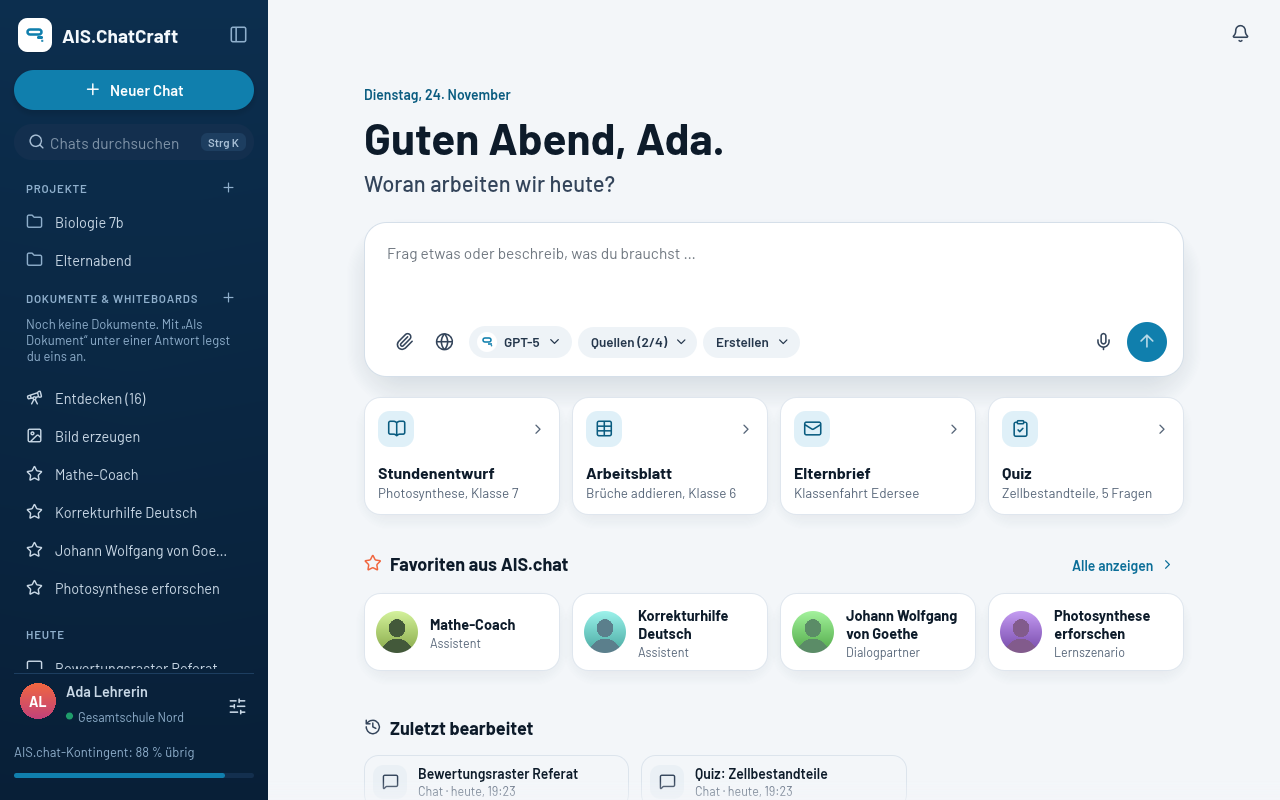 AIS.ChatCraft
Neuer Chat
Chats durchsuchen
Strg K
PROJEKTE
Biologie 7b
Elternabend
DOKUMENTE & WHITEBOARDS
Noch keine Dokumente. Mit „Als
Dokument“ unter einer Antwort legst
du eins an.
Entdecken (16)
Bild erzeugen
Mathe-Coach
Korrekturhilfe Deutsch
Johann Wolfgang von Goe...
Photosynthese erforschen
HEUTE
Bewertungsraster Referat
AL
Ada Lehrerin
Gesamtschule Nord
AIS.chat-Kontingent: 88 % übrig
Dienstag, 24. November
Guten Abend, Ada.
Woran arbeiten wir heute?
Frag etwas oder beschreib, was du brauchst ...
GPT-5
Quellen (2/4)
Erstellen
Stundenentwurf
Photosynthese, Klasse 7
Arbeitsblatt
Brüche addieren, Klasse 6
Elternbrief
Klassenfahrt Edersee
Quiz
Zellbestandteile, 5 Fragen
Favoriten aus AIS.chat
Alle anzeigen
Mathe-Coach
Assistent
Korrekturhilfe
Deutsch
Assistent
Johann Wolfgang
von Goethe
Dialogpartner
Photosynthese
erforschen
Lernszenario
Zuletzt bearbeitet
Bewertungsraster Referat
Chat · heute, 19:23
Quiz: Zellbestandteile
Chat · heute, 19:23